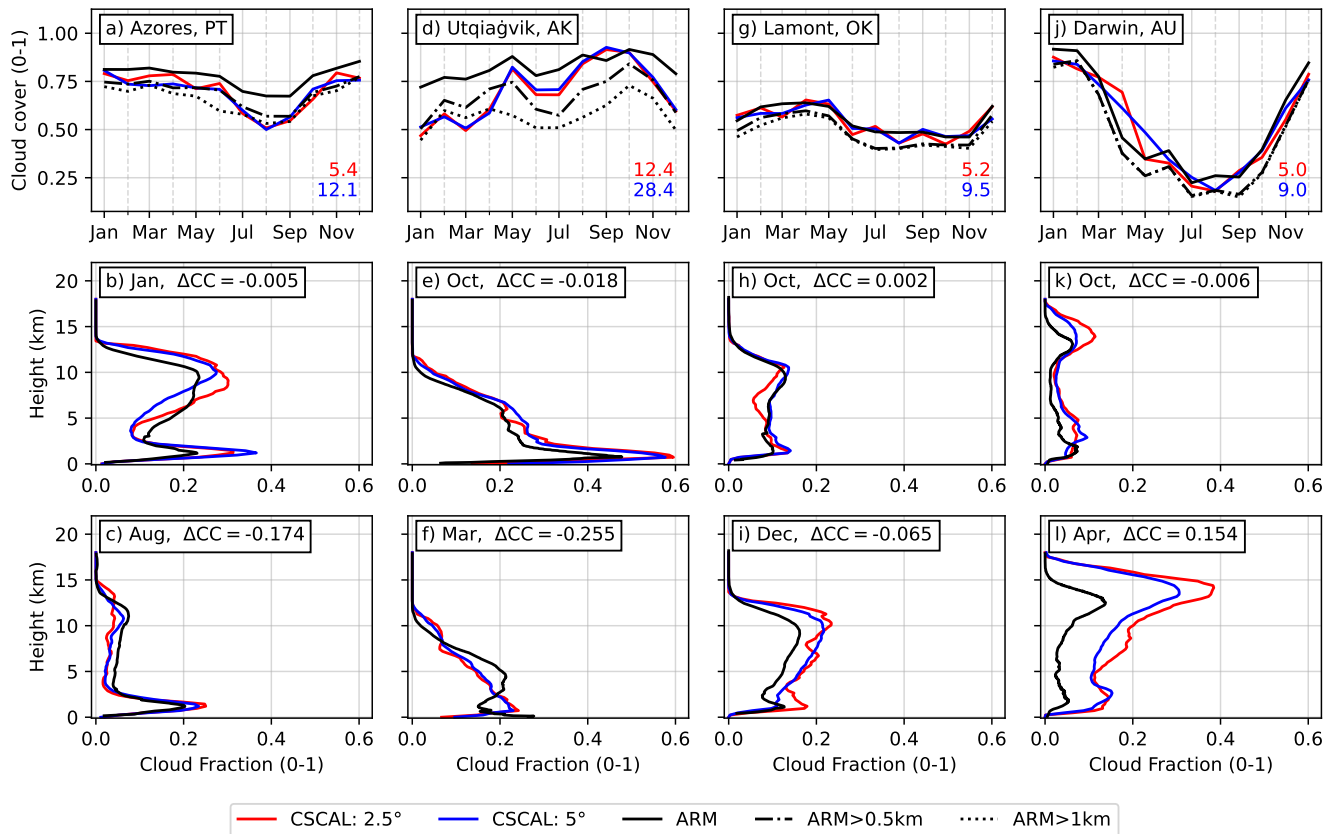 a) Azores, PT
d) Utqiaġvik, AK
g) Lamont, OK
j) Darwin, AU
Cloud cover (0-1)
1.00
0.75
0.50
0.25
5.4
12.1
12.4
28.4
5.2
9.5
5.0
9.0
Jan Mar May Jul Sep Nov
Jan Mar May Jul Sep Nov
Jan Mar May Jul Sep Nov
Jan Mar May Jul Sep Nov
b) Jan, ΔCC = -0.005
e) Oct, ΔCC = -0.018
h) Oct, ΔCC = 0.002
k) Oct, ΔCC = -0.006
Height (km)
20
15
10
5
0
0.0 0.2 0.4 0.6
0.0 0.2 0.4 0.6
0.0 0.2 0.4 0.6
0.0 0.2 0.4 0.6
c) Aug, ΔCC = -0.174
f) Mar, ΔCC = -0.255
i) Dec, ΔCC = -0.065
l) Apr, ΔCC = 0.154
Height (km)
20
15
10
5
0
0.0 0.2 0.4 0.6
0.0 0.2 0.4 0.6
0.0 0.2 0.4 0.6
0.0 0.2 0.4 0.6
Cloud Fraction (0-1)
Cloud Fraction (0-1)
Cloud Fraction (0-1)
Cloud Fraction (0-1)
CSCAL: 2.5° CSCAL: 5° ARM ARM>0.5km ARM>1km